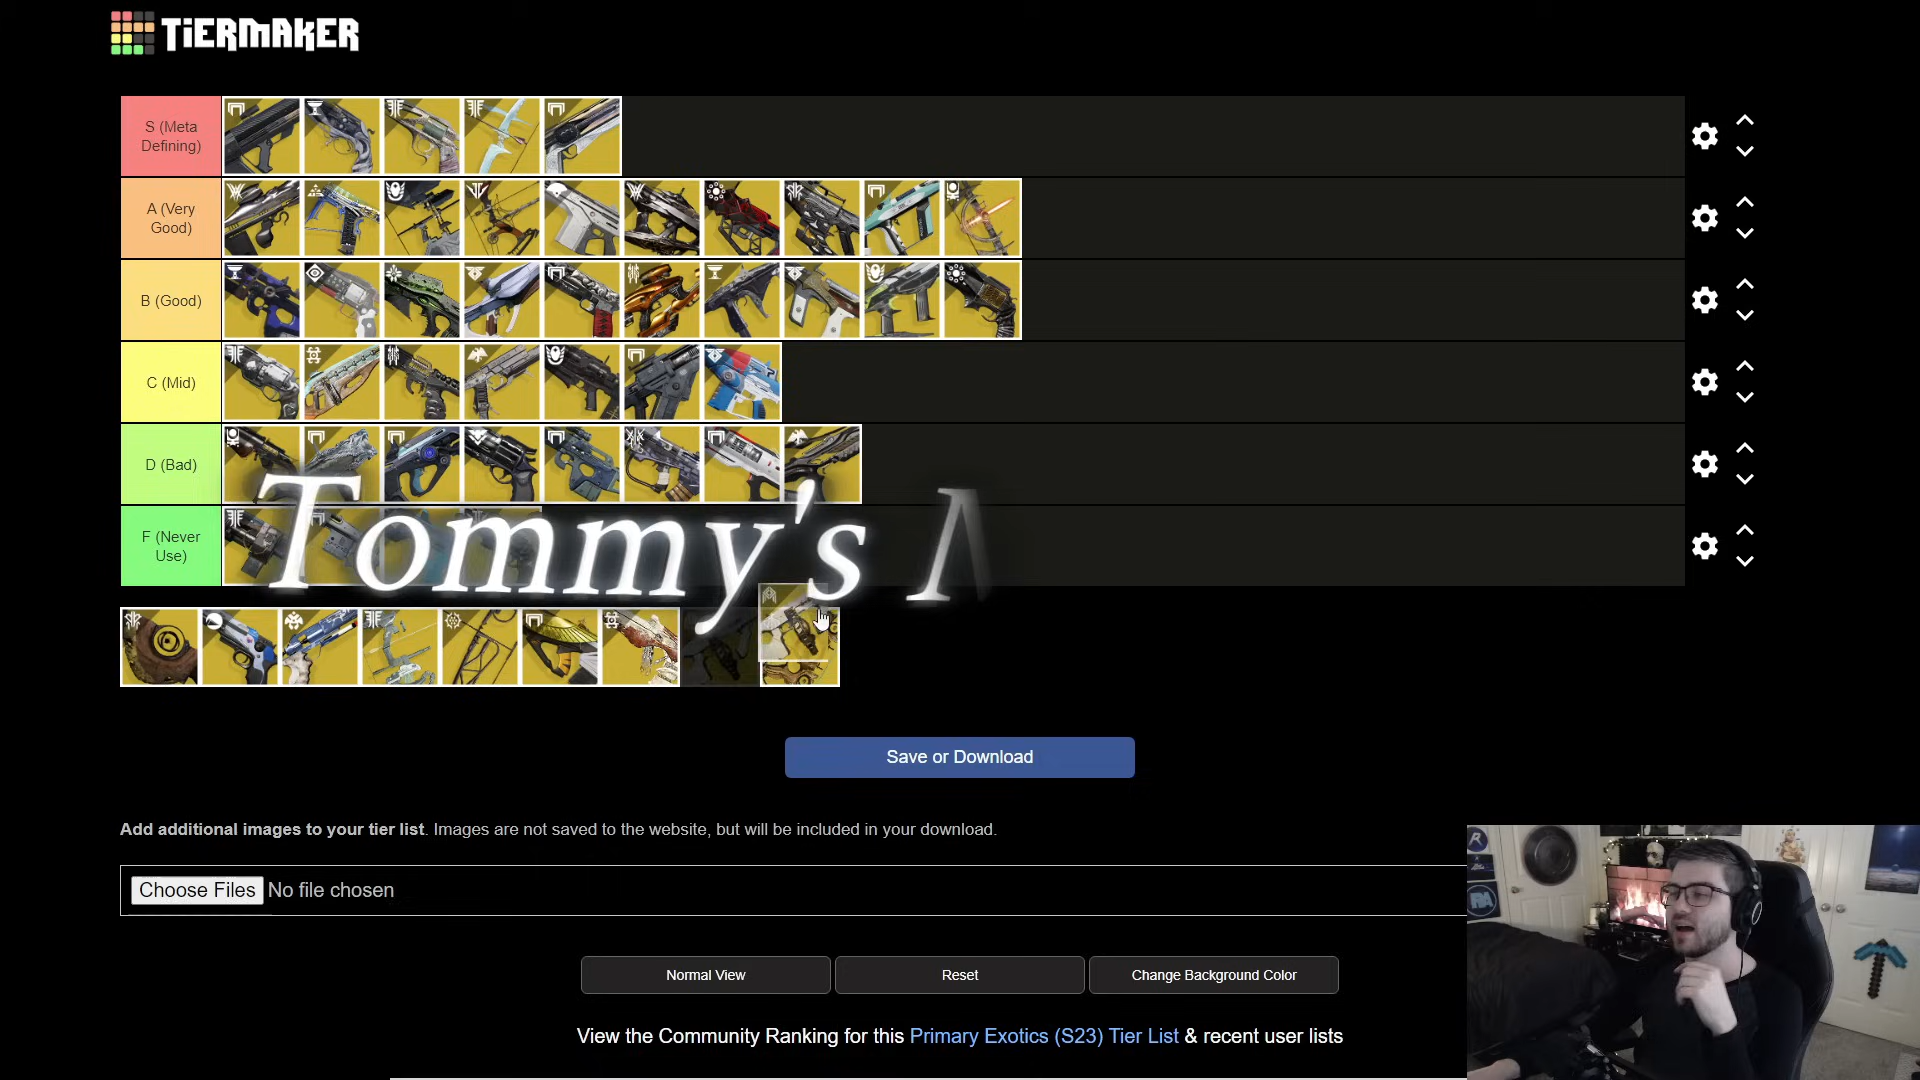 TiERMAKER
S (Meta
Defining)
A (Very
Good)
B (Good)
C (Mid)
D (Bad)
F (Never
Use)
Tommy's M
Save or Download
Add additional images to your tier list. Images are not saved to the website, but will be included in your download.
Choose Files No file chosen
Normal View
Reset
Change Background Color
View the Community Ranking for this Primary Exotics (S23) Tier List & recent user lists